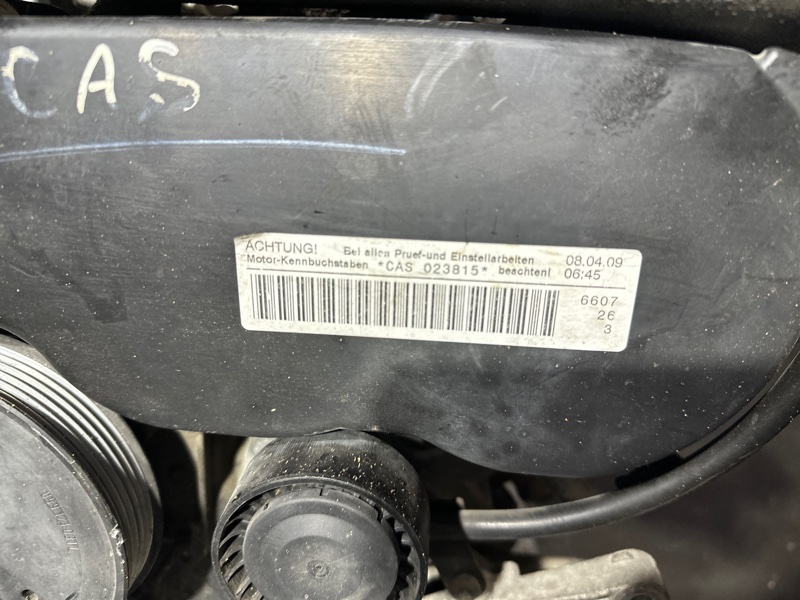 CAS
ACHTUNG! Bei allen Pruef-und Einstellarbeiten 08.04.09
Motor-Kennbuchstaben *CAS 023815* beachten! 06:45
6607
26
3